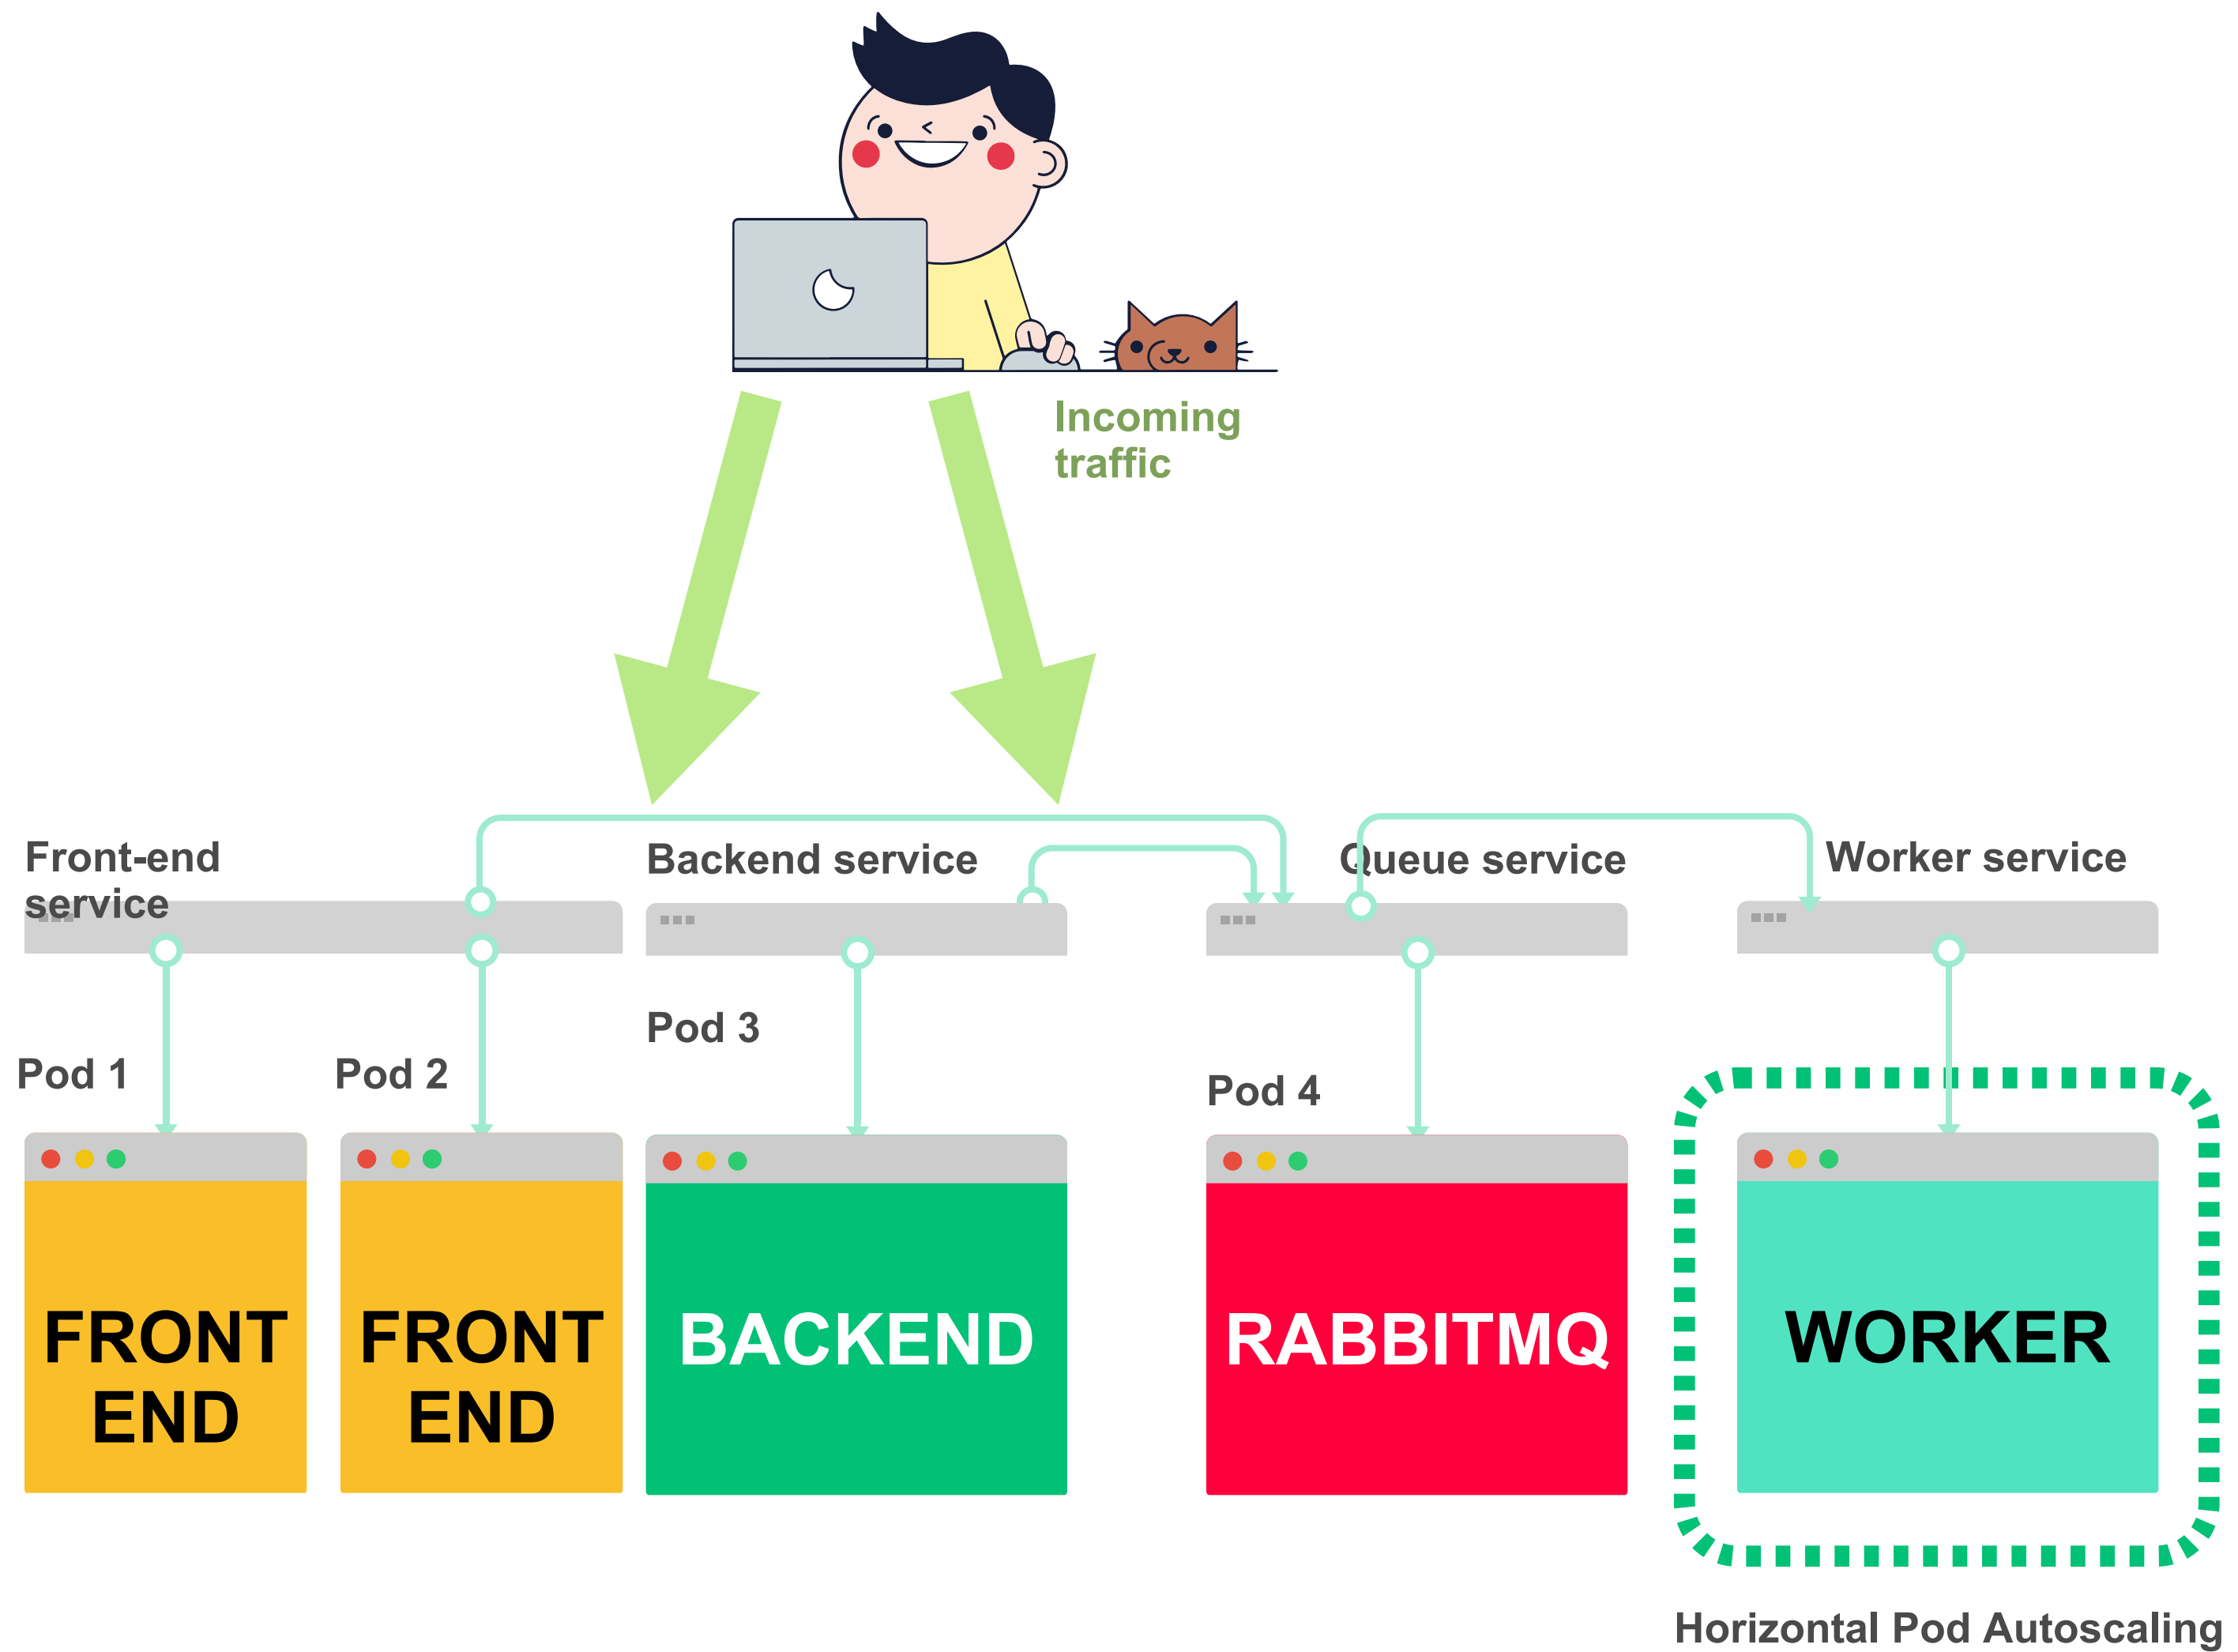 Incoming
traffic
Front-end
service
Backend service
Queue service
Worker service
Pod 1
Pod 2
Pod 3
Pod 4
FRONT
END
FRONT
END
BACKEND
RABBITMQ
WORKER
Horizontal Pod Autoscaling